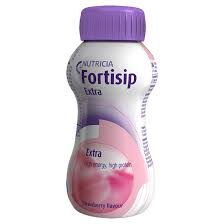 NUTRICIA
Fortisip
Extra
Extra
high energy, high protein
Strawberry flavour